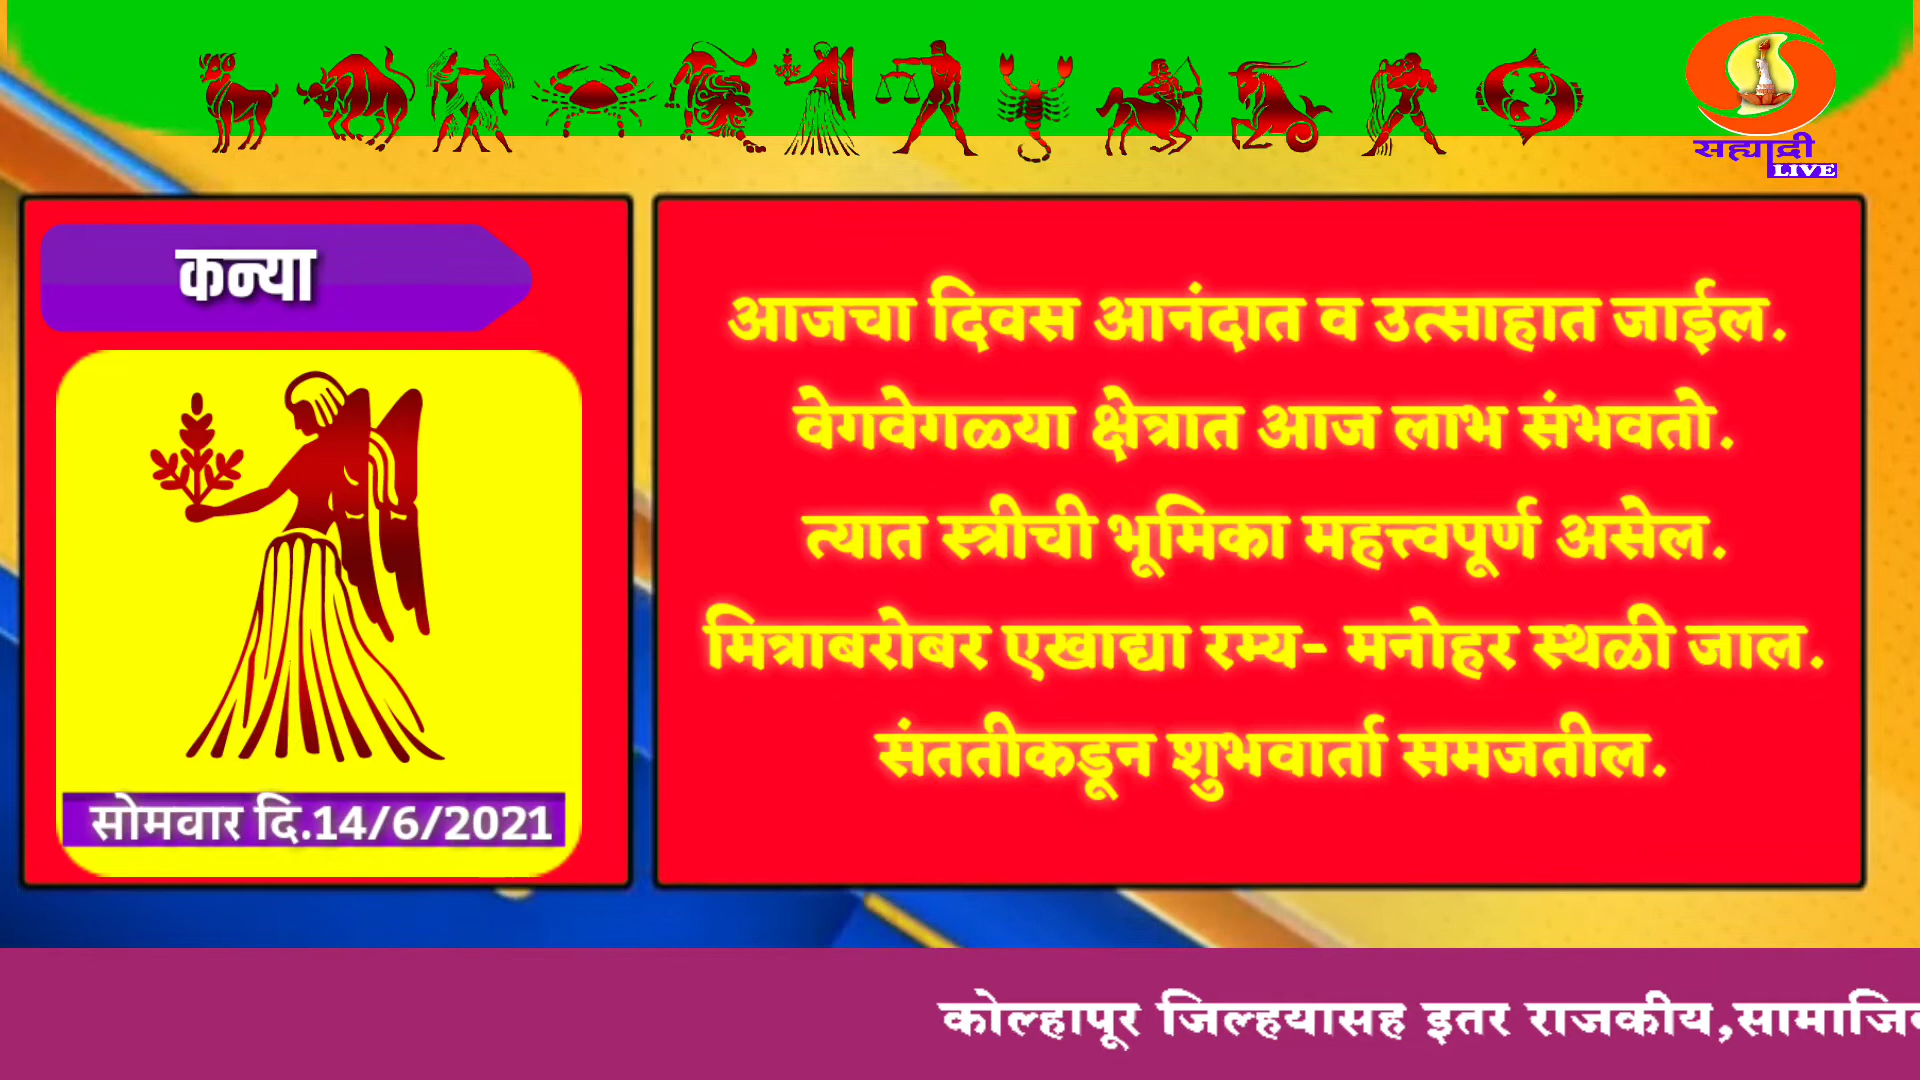 सह्याद्री
LIVE
कन्या
आजचा दिवस आनंदात व उत्साहात जाईल.
वेगवेगळ्या क्षेत्रात आज लाभ संभवतो.
त्यात स्त्रीची भूमिका महत्त्वपूर्ण असेल.
मित्राबरोबर एखाद्या रम्य- मनोहर स्थळी जाल.
संततीकडून शुभवार्ता समजतील.
सोमवार दि.14/6/2021
कोल्हापूर जिल्हयासह इतर राजकीय,